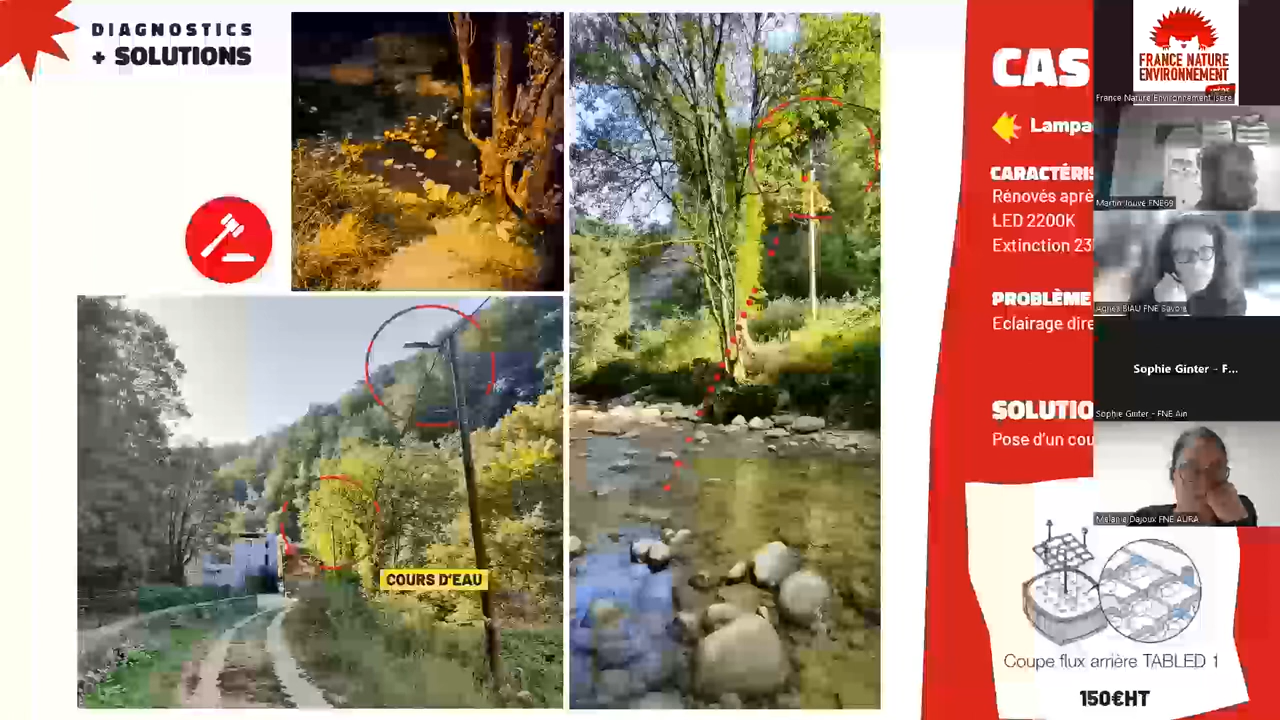 DIAGNOSTICS
+ SOLUTIONS
COURS D'EAU
CAS
Lampa
CARACTÉRIS
Rénovés aprè
LED 2200K
Extinction 23
PROBLÈME
Eclairage dire
SOLUTIO
Pose d'un cou
Coupe flux arrière TABLED 1
150€HT
FRANCE NATURE
ENVIRONNEMENT
ISÈRE
France Nature Environnement Isère
Martin Jouve FNE69
Agnès BIAU FNE Savoie
Sophie Ginter - F...
Sophie Ginter - FNE Ain
Mélanie Dajoux FNE AURA